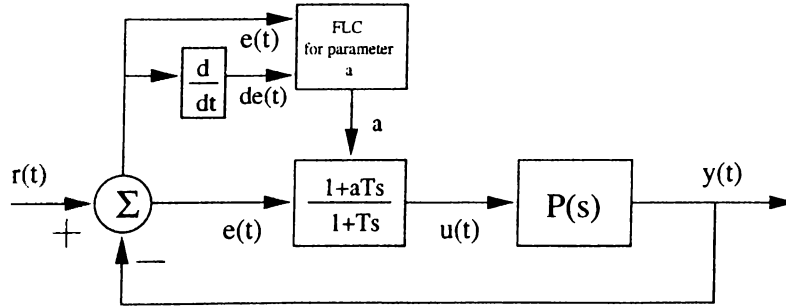 FLC
for parameter
a
e(t)
d
dt
de(t)
a
r(t)
+
Σ
−
e(t)
1+aTs
1+Ts
u(t)
P(s)
y(t)